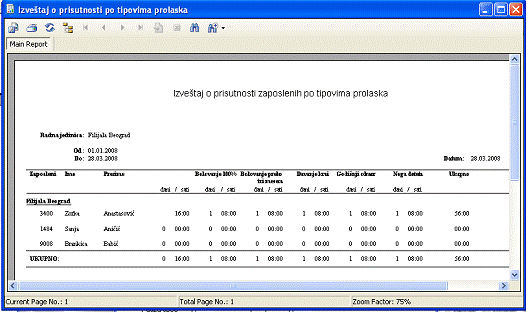 Izveštaj o prisutnosti po tipovima prolaska
Main Report
Izveštaj o prisutnosti zaposlenih po tipovima prolaska
Radna jedinica: Filijala Beograd
Od: 01.01.2008
Do: 28.03.2008 Datum: 28.03.2008
Zaposleni Ime Prezime Bolovanje 100% Bolovanje preko Davanje krvi Godišnji odmor Nega deteta Ukupno
tri meseca
dani / sati dani / sati dani / sati dani / sati dani / sati dani / sati
Filijala Beograd
3400 Zorka Anastasović 16:00 1 08:00 1 08:00 1 08:00 1 08:00 1 08:00 56:00
1484 Sanja Aničić 0 00:00 0 00:00 0 00:00 0 00:00 0 00:00 0 00:00 00:00
9008 Brankica Babić 0 00:00 0 00:00 0 00:00 0 00:00 0 00:00 0 00:00 00:00
UKUPNO: 0 16:00 1 08:00 1 08:00 1 08:00 1 08:00 1 08:00 56:00
Current Page No.: 1 Total Page No.: 1 Zoom Factor: 75%